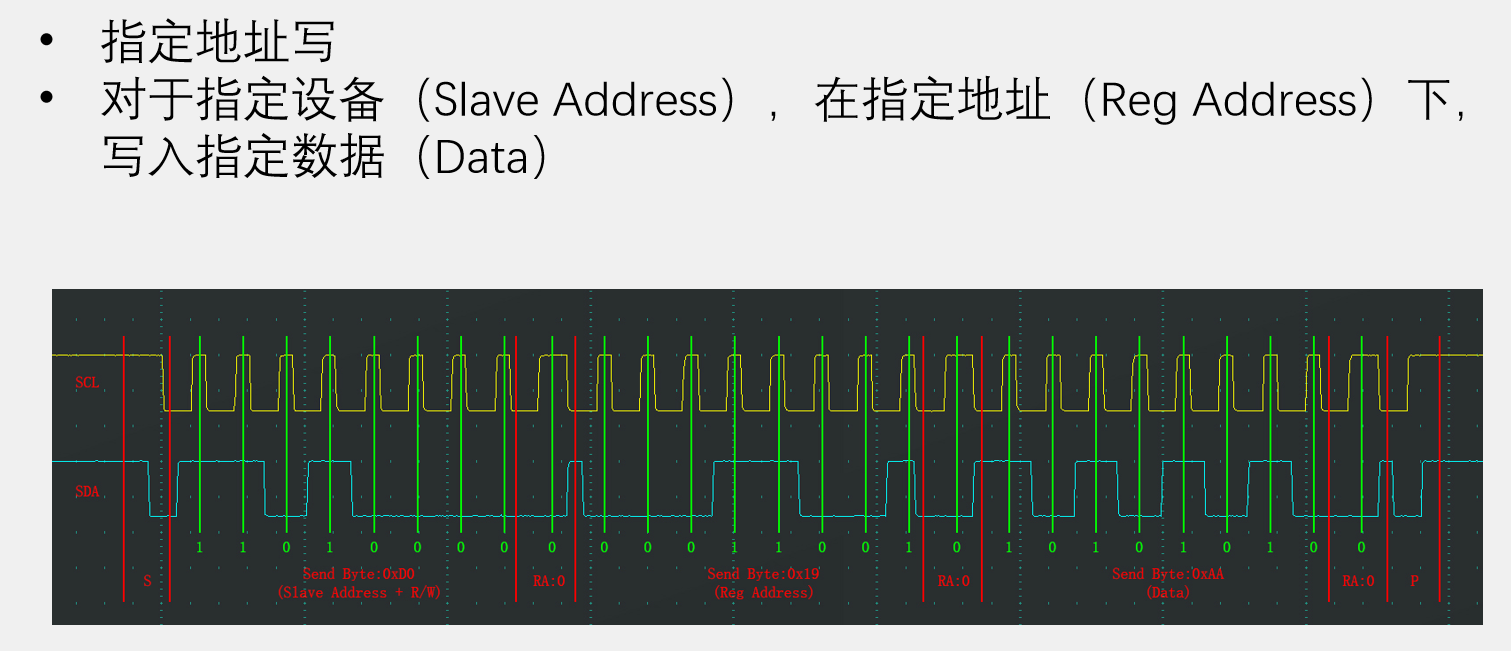 • 指定地址写
• 对于指定设备（Slave Address），在指定地址（Reg Address）下，
写入指定数据（Data）
SCL
SDA
1 1 0 1 0 0 0 0 0 0 0 0 1 1 0 0 1 0 1 0 1 0 1 0 1 0 0
S Send Byte:0xD0 RA:0 Send Byte:0x19 RA:0 Send Byte:0xAA RA:0 P
(Slave Address + R/W) (Reg Address) (Data)